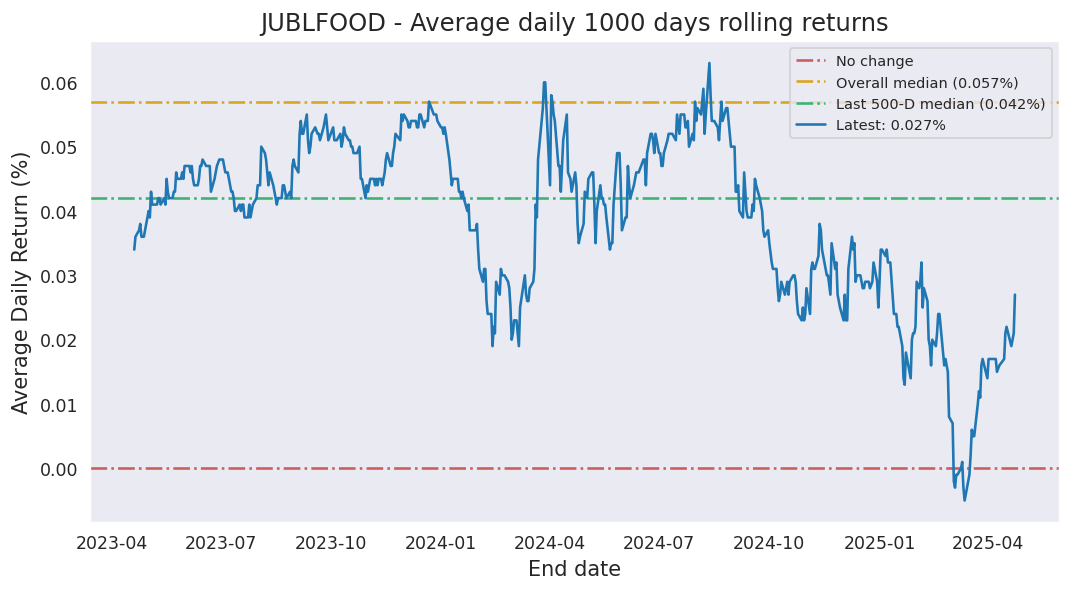 JUBLFOOD - Average daily 1000 days rolling returns
No change
Overall median (0.057%)
Last 500-D median (0.042%)
Latest: 0.027%
Average Daily Return (%)
0.06
0.05
0.04
0.03
0.02
0.01
0.00
2023-04 2023-07 2023-10 2024-01 2024-04 2024-07 2024-10 2025-01 2025-04
End date